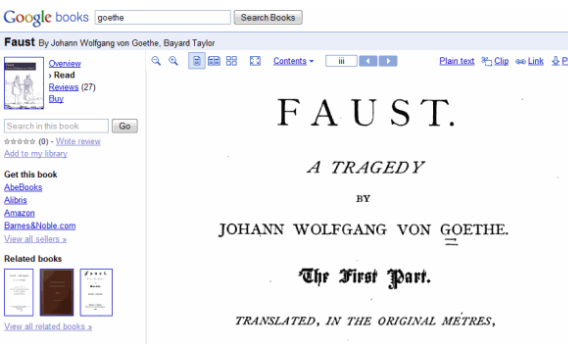 Google books goethe Search Books
Faust By Johann Wolfgang von Goethe, Bayard Taylor
Overview
› Read
Reviews (27)
Buy
Contents iii Plain text Clip Link P
Search in this book Go
(0) - Write review
Add to my library
Get this book
AbeBooks
Alibris
Amazon
Barnes&Noble.com
View all sellers »
Related books
View all related books »
FAUST.
A TRAGEDY
BY
JOHANN WOLFGANG VON GOETHE.
The First Part.
TRANSLATED, IN THE ORIGINAL METRES,